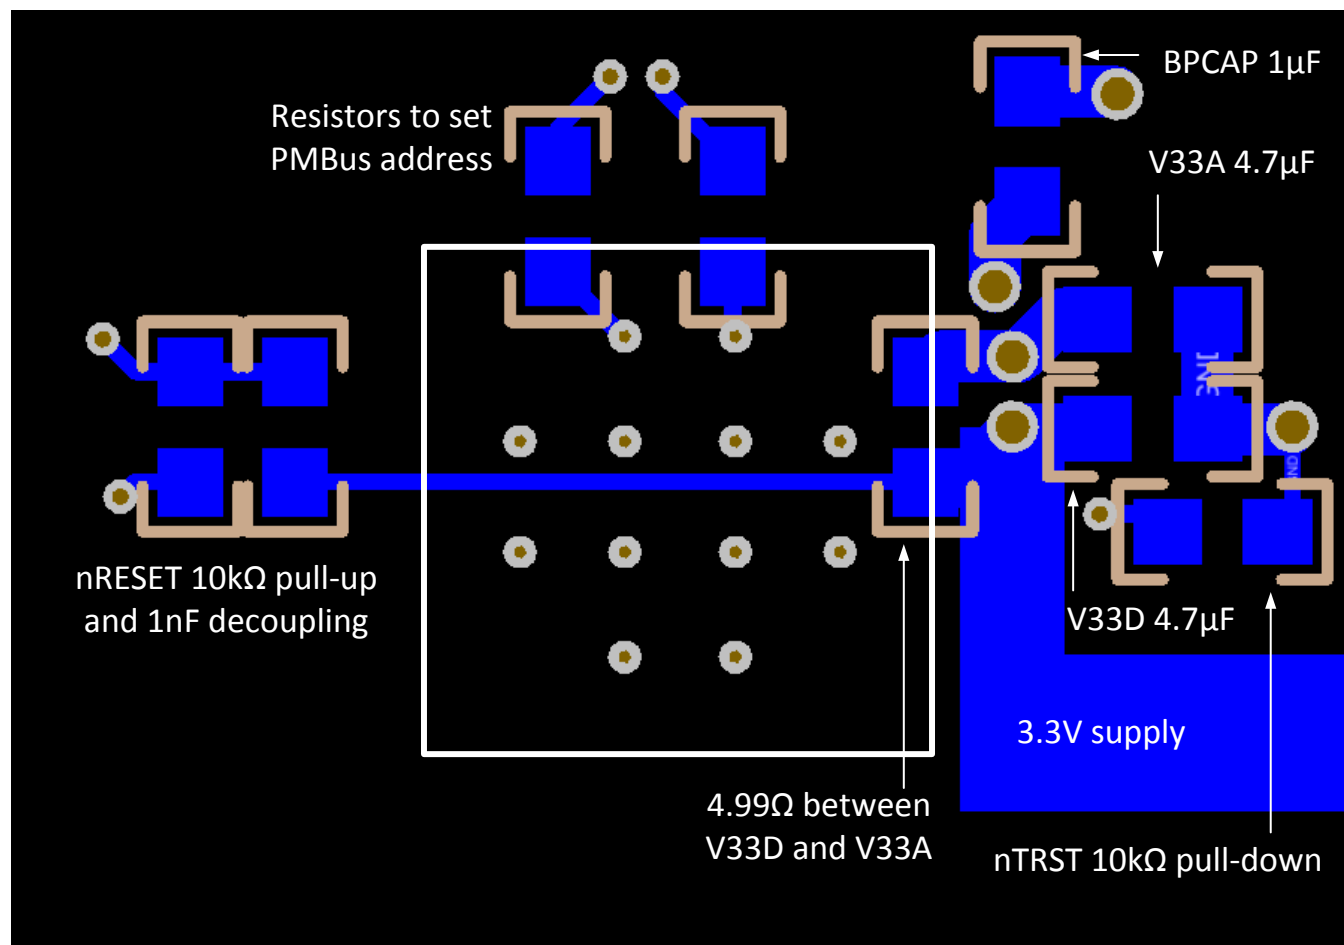 BPCAP 1µF
Resistors to set
PMBus address
V33A 4.7µF
GND
nRESET 10kΩ pull-up
and 1nF decoupling
V33D 4.7µF
3.3V supply
4.99Ω between
V33D and V33A
nTRST 10kΩ pull-down